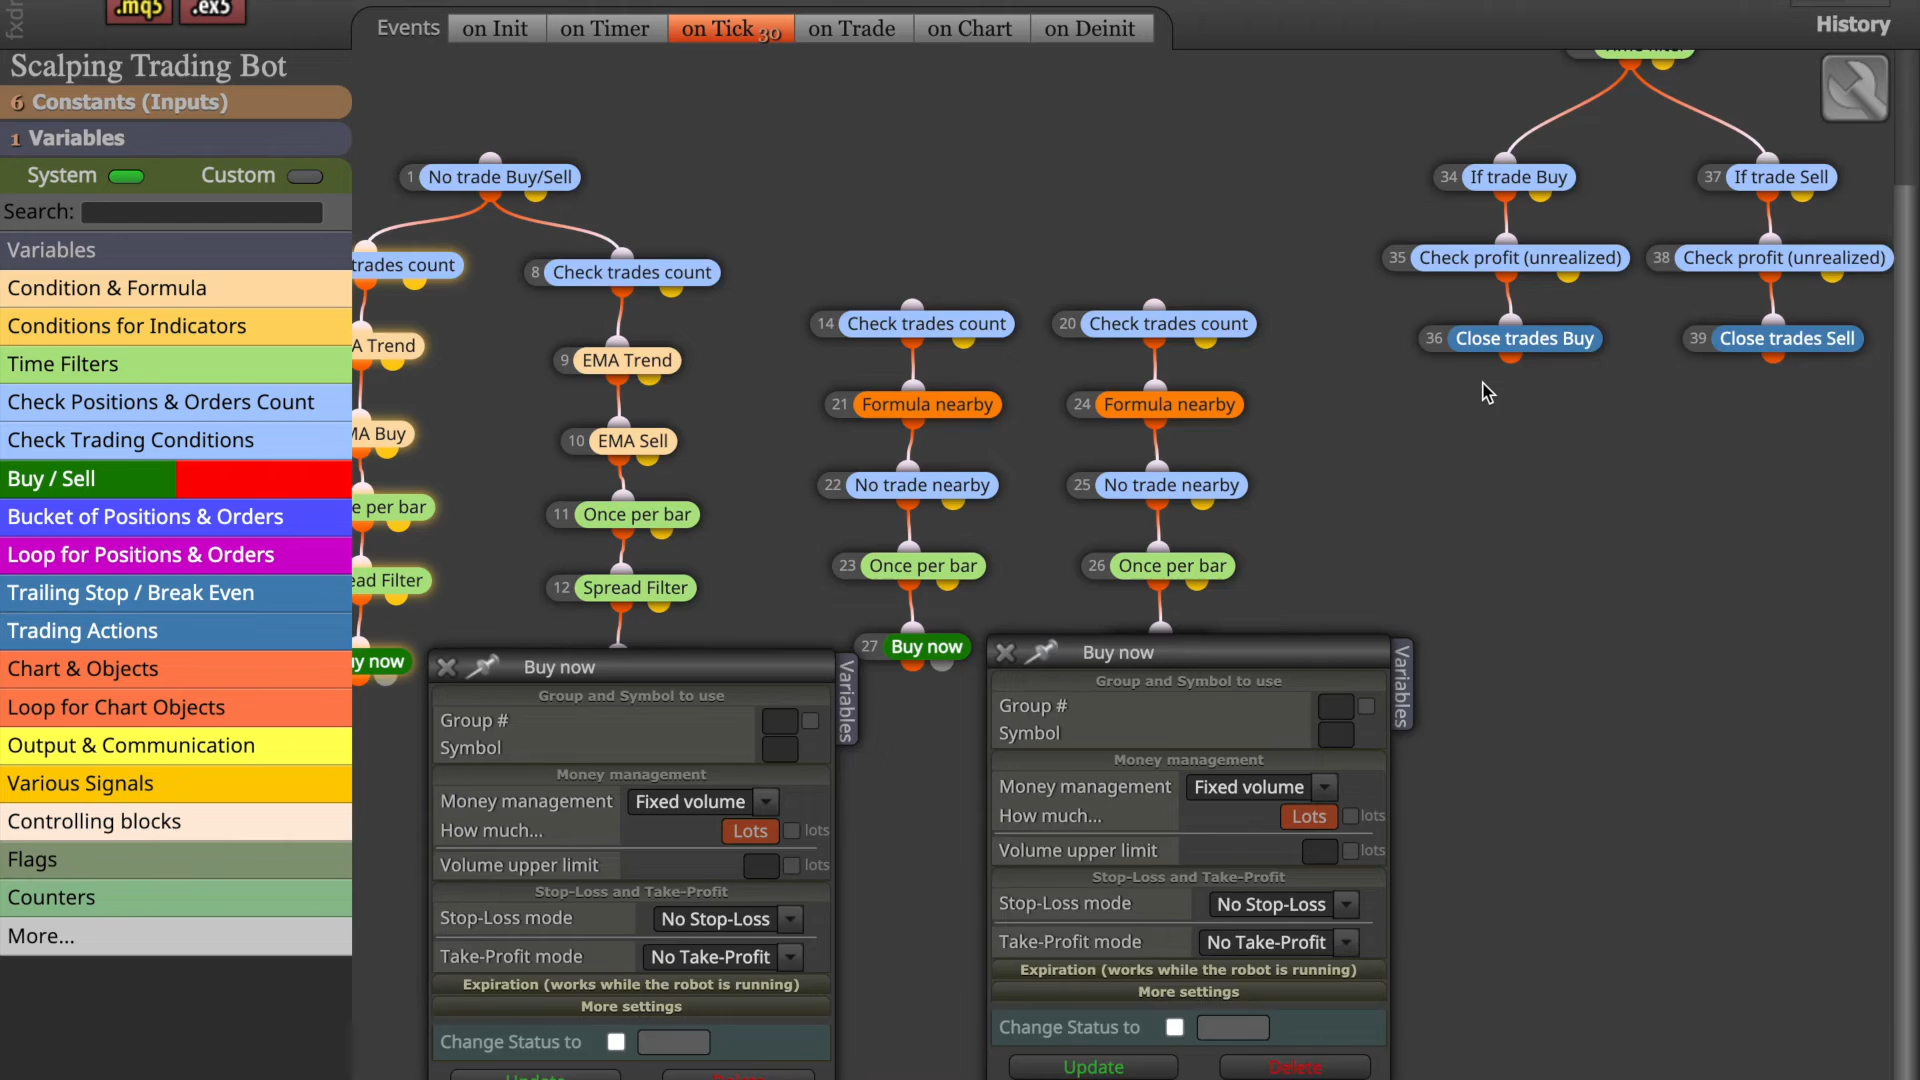 .mq5 .ex5
fxdr
Events on Init on Timer on Tick 30 on Trade on Chart on Deinit
History
Scalping Trading Bot
6 Constants (Inputs)
1 Variables
System Custom
Search:
Variables
Condition & Formula
Conditions for Indicators
Time Filters
Check Positions & Orders Count
Check Trading Conditions
Buy / Sell
Bucket of Positions & Orders
Loop for Positions & Orders
Trailing Stop / Break Even
Trading Actions
Chart & Objects
Loop for Chart Objects
Output & Communication
Various Signals
Controlling blocks
Flags
Counters
More...
1 No trade Buy/Sell
trades count
A Trend
MA Buy
e per bar
ead Filter
uy now
8 Check trades count
9 EMA Trend
10 EMA Sell
11 Once per bar
12 Spread Filter
14 Check trades count
21 Formula nearby
22 No trade nearby
23 Once per bar
27 Buy now
20 Check trades count
24 Formula nearby
25 No trade nearby
26 Once per bar
34 If trade Buy
35 Check profit (unrealized)
36 Close trades Buy
37 If trade Sell
38 Check profit (unrealized)
39 Close trades Sell
Buy now
Variables
Group and Symbol to use
Group #
Symbol
Money management
Money management Fixed volume
How much... Lots lots
Volume upper limit lots
Stop-Loss and Take-Profit
Stop-Loss mode No Stop-Loss
Take-Profit mode No Take-Profit
Expiration (works while the robot is running)
More settings
Change Status to
Buy now
Variables
Group and Symbol to use
Group #
Symbol
Money management
Money management Fixed volume
How much... Lots lots
Volume upper limit lots
Stop-Loss and Take-Profit
Stop-Loss mode No Stop-Loss
Take-Profit mode No Take-Profit
Expiration (works while the robot is running)
More settings
Change Status to
Update Delete